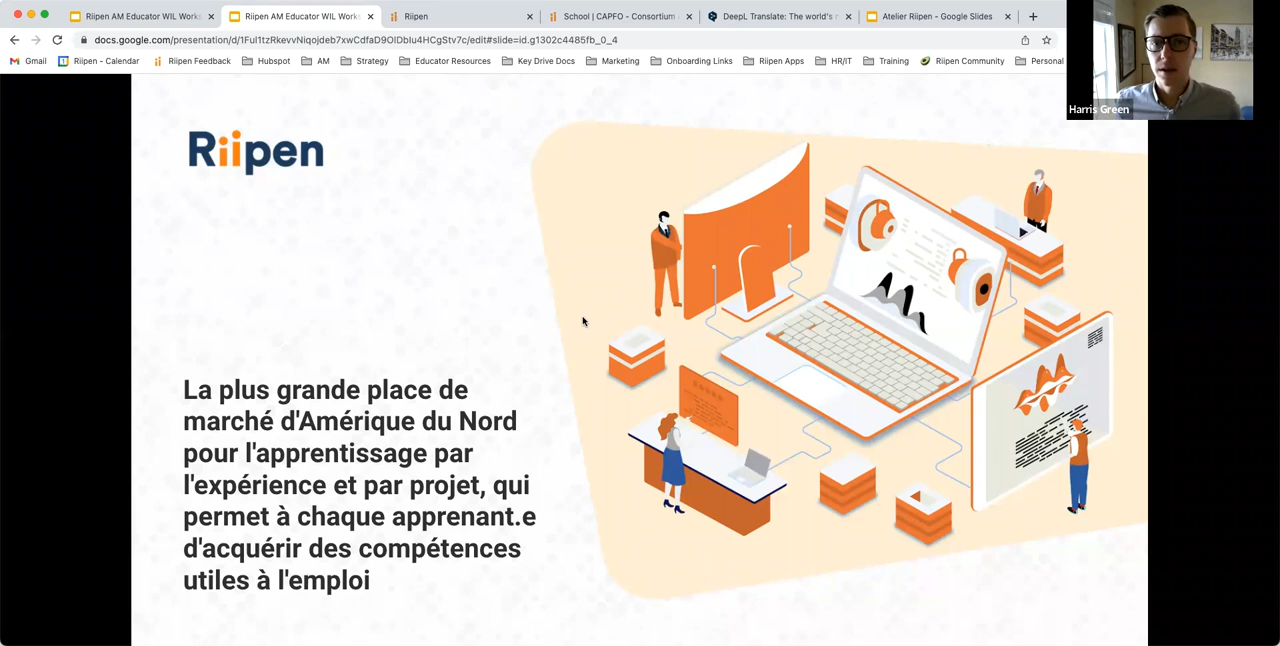 Riipen AM Educator WIL Works
Riipen AM Educator WIL Works
Riipen
School | CAPFO - Consortium
DeepL Translate: The world's
Atelier Riipen - Google Slides
docs.google.com/presentation/d/1FuI1tzRkevvNiqojdeb7xwCdfaD9OIDbIu4HCgStv7c/edit#slide=id.g1302c4485fb_0_4
Gmail
Riipen - Calendar
Riipen Feedback
Hubspot
AM
Strategy
Educator Resources
Key Drive Docs
Marketing
Onboarding Links
Riipen Apps
HR/IT
Training
Riipen Community
Personal
Harris Green
Riipen
La plus grande place de
marché d'Amérique du Nord
pour l'apprentissage par
l'expérience et par projet, qui
permet à chaque apprenant.e
d'acquérir des compétences
utiles à l'emploi